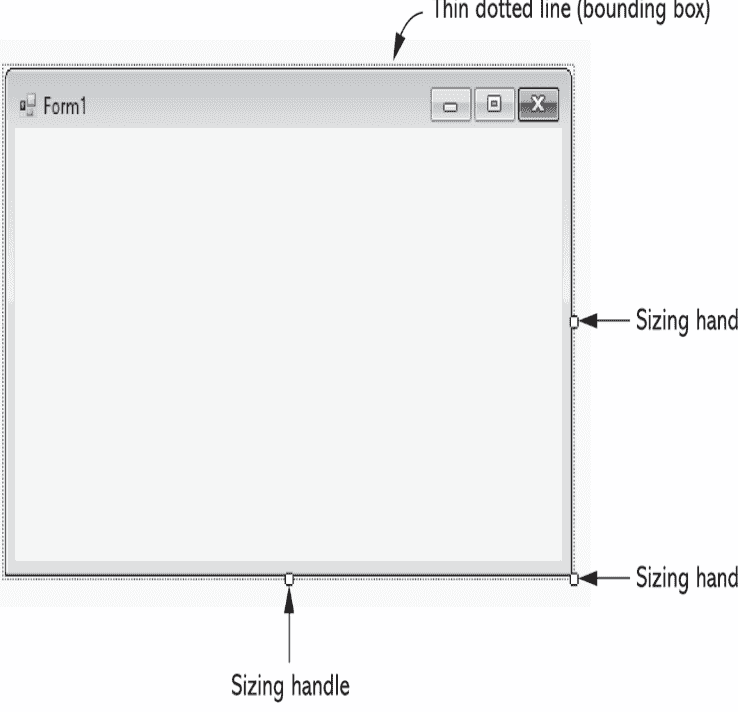 Thin dotted line (bounding box)
Form1
Sizing hand
Sizing hand
Sizing handle